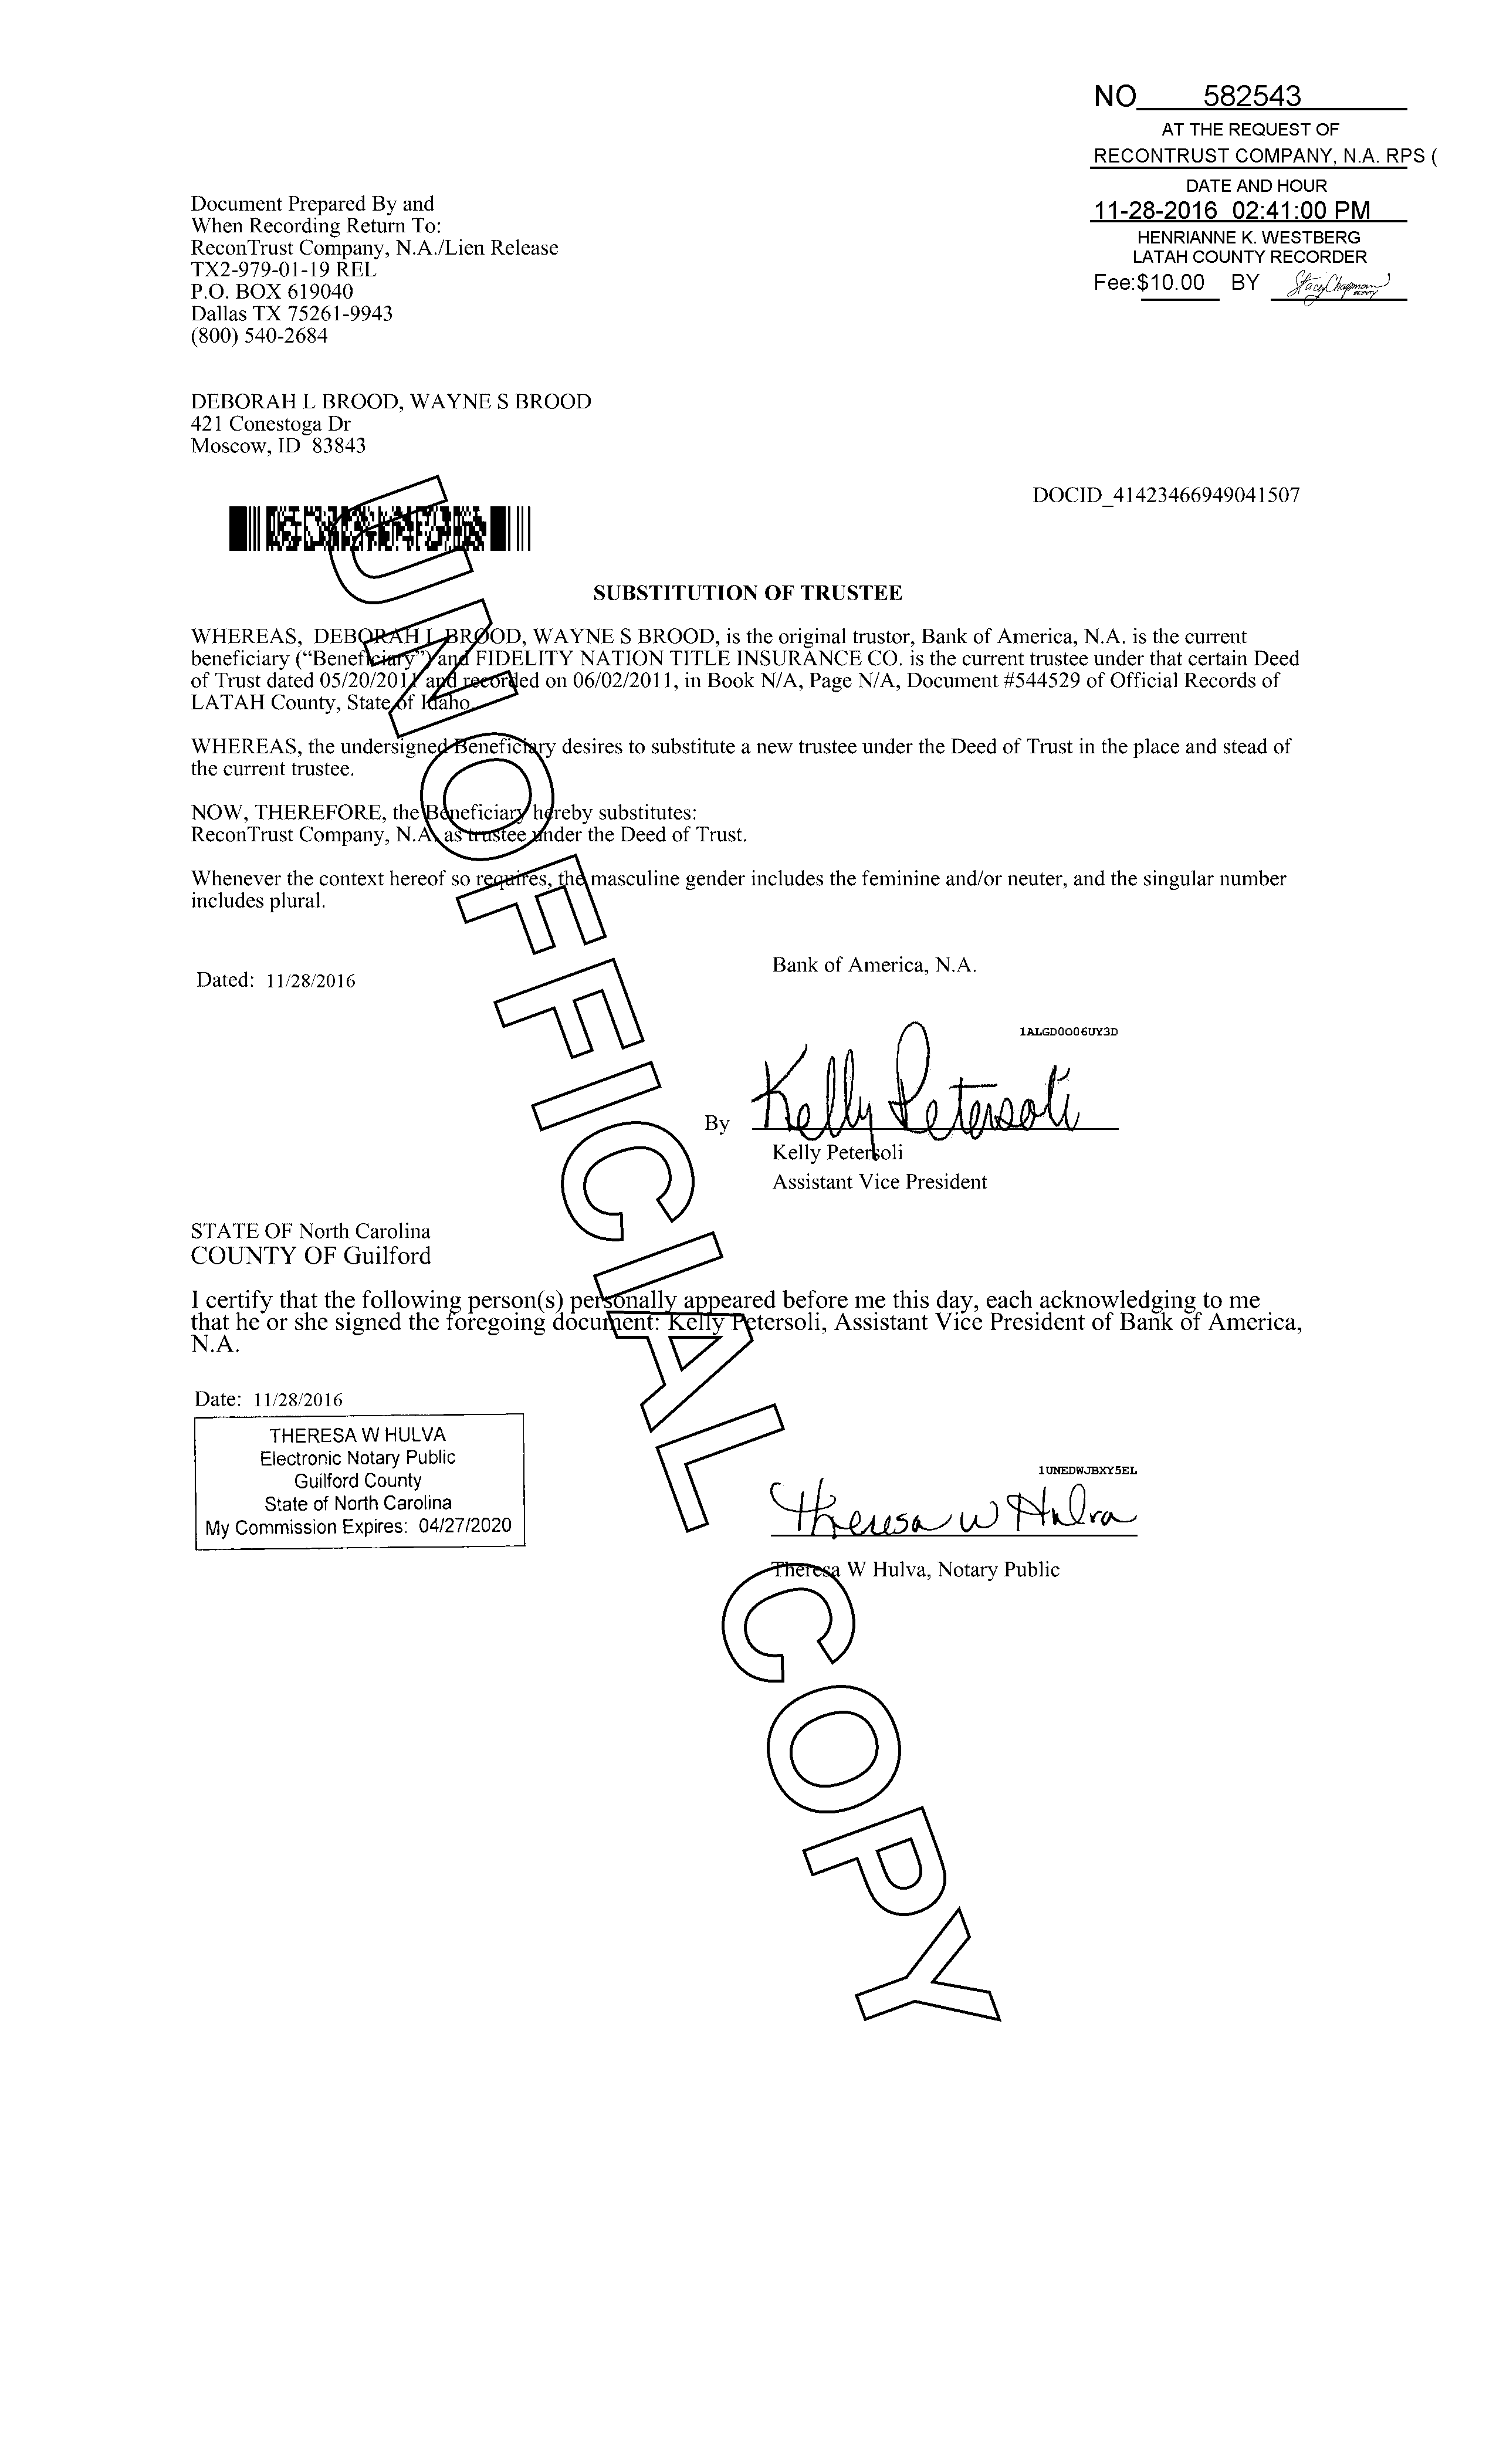 NO 582543
AT THE REQUEST OF
RECONTRUST COMPANY, N.A. RPS (
DATE AND HOUR
11-28-2016 02:41:00 PM
HENRIANNE K. WESTBERG
LATAH COUNTY RECORDER
Fee:$10.00 BY Stacy Chapman
Document Prepared By and
When Recording Return To:
ReconTrust Company, N.A./Lien Release
TX2-979-01-19 REL
P.O. BOX 619040
Dallas TX 75261-9943
(800) 540-2684
DEBORAH L BROOD, WAYNE S BROOD
421 Conestoga Dr
Moscow, ID 83843
DOCID_41423466949041507
SUBSTITUTION OF TRUSTEE
WHEREAS, DEBORAH L BROOD, WAYNE S BROOD, is the original trustor, Bank of America, N.A. is the current
beneficiary (“Beneficiary”) and FIDELITY NATION TITLE INSURANCE CO. is the current trustee under that certain Deed
of Trust dated 05/20/2011 and recorded on 06/02/2011, in Book N/A, Page N/A, Document #544529 of Official Records of
LATAH County, State of Idaho.
WHEREAS, the undersigned Beneficiary desires to substitute a new trustee under the Deed of Trust in the place and stead of
the current trustee.
NOW, THEREFORE, the Beneficiary hereby substitutes:
ReconTrust Company, N.A. as trustee under the Deed of Trust.
Whenever the context hereof so requires, the masculine gender includes the feminine and/or neuter, and the singular number
includes plural.
Dated: 11/28/2016
Bank of America, N.A.
1ALGD0O06UY3D
Kelly Petersoli
By
Kelly Petersoli
Assistant Vice President
STATE OF North Carolina
COUNTY OF Guilford
I certify that the following person(s) personally appeared before me this day, each acknowledging to me
that he or she signed the foregoing document: Kelly Petersoli, Assistant Vice President of Bank of America,
N.A.
Date: 11/28/2016
THERESA W HULVA
Electronic Notary Public
Guilford County
State of North Carolina
My Commission Expires: 04/27/2020
1UNEDWJBXY5EL
Theresa W Hulva
Theresa W Hulva, Notary Public
UNOFFICIAL COPY